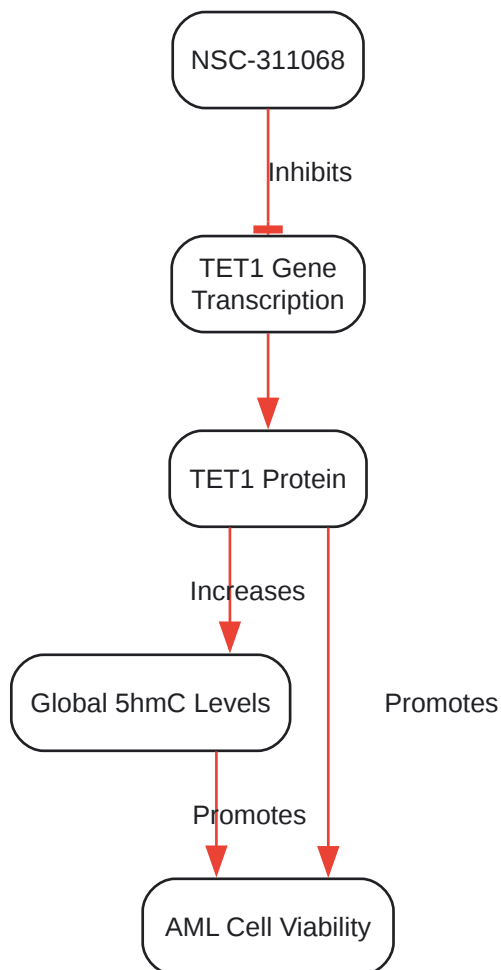 NSC-311068
Inhibits
TET1 Gene
Transcription
TET1 Protein
Increases
Global 5hmC Levels
Promotes
Promotes
AML Cell Viability